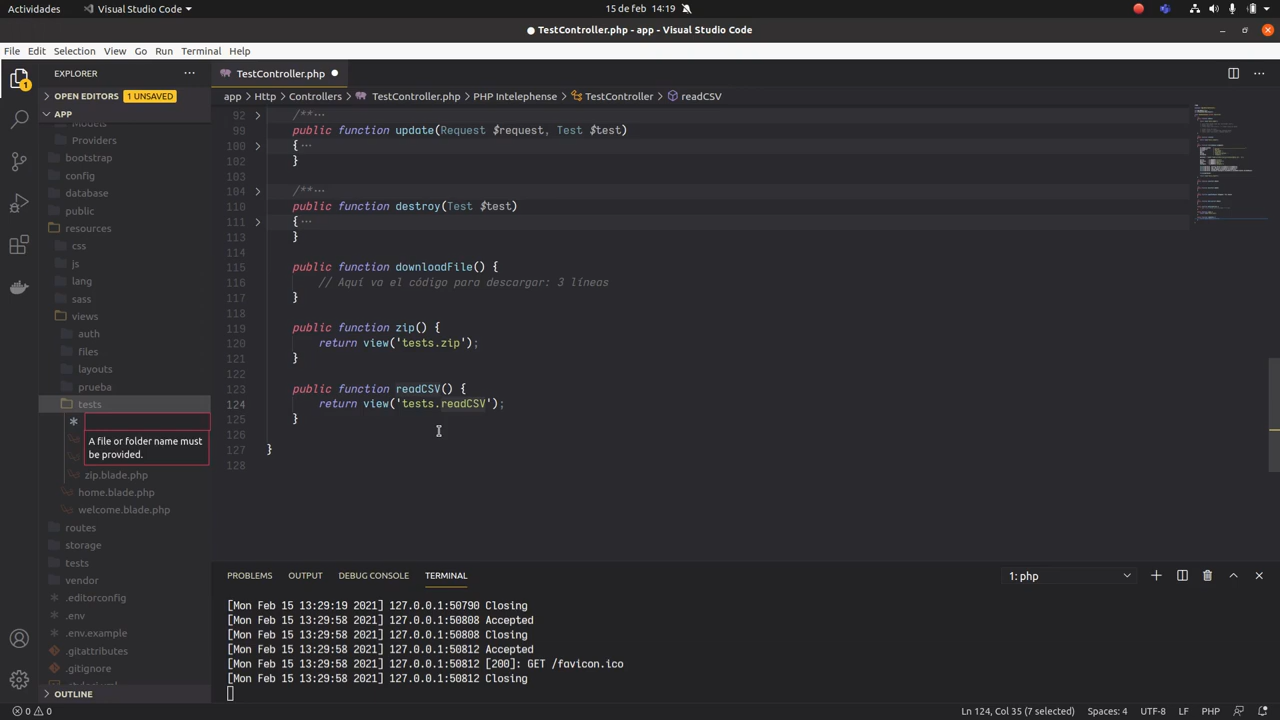 Actividades
Visual Studio Code
15 de feb 14:19
TestController.php - app - Visual Studio Code
File Edit Selection View Go Run Terminal Help
EXPLORER
TestController.php
OPEN EDITORS 1 UNSAVED
app Http Controllers TestController.php PHP Intelephense TestController readCSV
APP
Models
Providers
bootstrap
config
database
public
resources
css
js
lang
sass
views
auth
files
layouts
prueba
tests
A file or folder name must
be provided.
zip.blade.php
home.blade.php
welcome.blade.php
routes
storage
tests
vendor
.editorconfig
.env
.env.example
.gitattributes
.gitignore
OUTLINE
92 /**···
99 public function update(Request $request, Test $test)
100 { ···
102 }
103
104 /**···
110 public function destroy(Test $test)
111 { ···
113 }
114
115 public function downloadFile() {
116 // Aquí va el código para descargar: 3 líneas
117 }
118
119 public function zip() {
120 return view('tests.zip');
121 }
122
123 public function readCSV() {
124 return view('tests.readCSV');
125 }
126
127 }
128
PROBLEMS OUTPUT DEBUG CONSOLE TERMINAL
1: php
[Mon Feb 15 13:29:19 2021] 127.0.0.1:50790 Closing
[Mon Feb 15 13:29:58 2021] 127.0.0.1:50808 Accepted
[Mon Feb 15 13:29:58 2021] 127.0.0.1:50808 Closing
[Mon Feb 15 13:29:58 2021] 127.0.0.1:50812 Accepted
[Mon Feb 15 13:29:58 2021] 127.0.0.1:50812 [200]: GET /favicon.ico
[Mon Feb 15 13:29:58 2021] 127.0.0.1:50812 Closing
0 0
Ln 124, Col 35 (7 selected) Spaces: 4 UTF-8 LF PHP